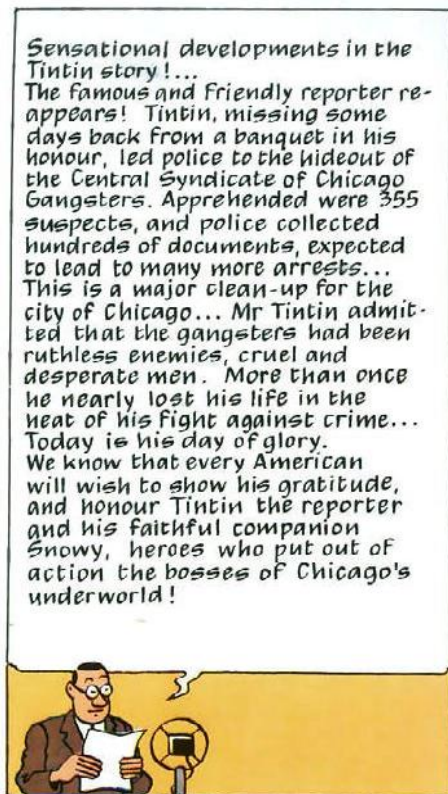 Sensational developments in the
Tintin story!...
The famous and friendly reporter re-
appears! Tintin, missing some
days back from a banquet in his
honour, led police to the hideout of
the Central Syndicate of Chicago
Gangsters. Apprehended were 355
suspects, and police collected
hundreds of documents, expected
to lead to many more arrests...
This is a major clean-up for the
city of Chicago... Mr Tintin admit-
ted that the gangsters had been
ruthless enemies, cruel and
desperate men. More than once
he nearly lost his life in the
heat of his fight against crime...
Today is his day of glory.
We know that every American
will wish to show his gratitude,
and honour Tintin the reporter
and his faithful companion
Snowy, heroes who put out of
action the bosses of Chicago's
underworld!